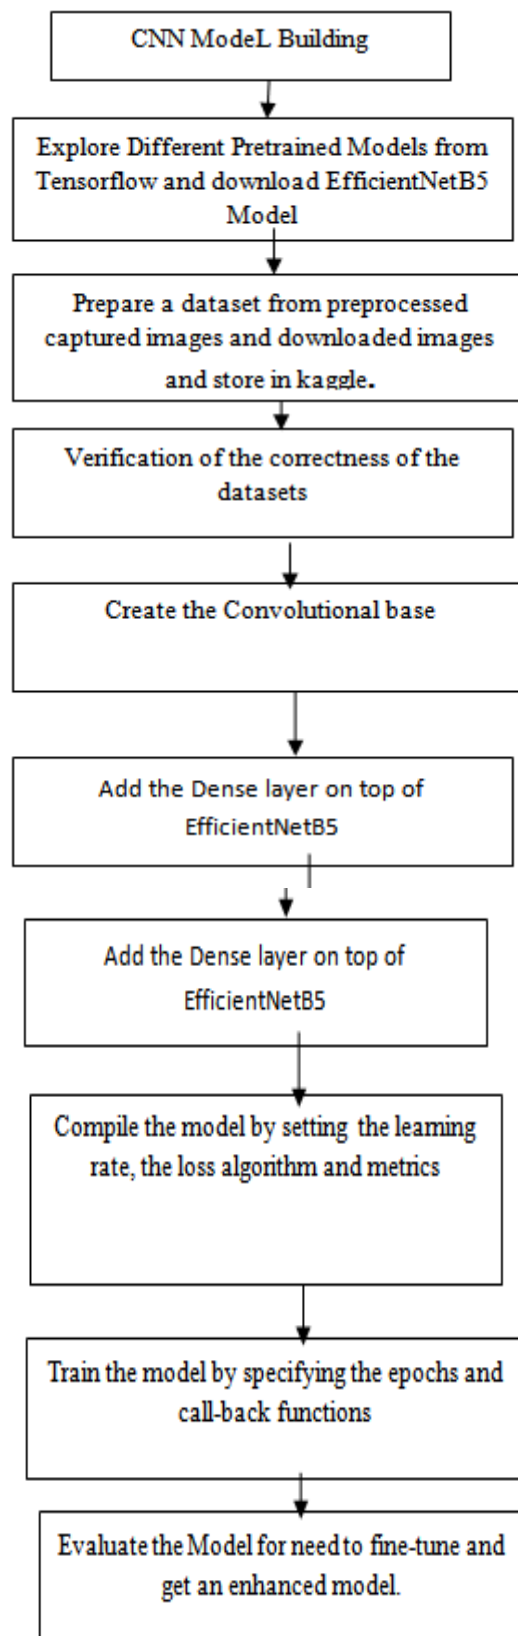 CNN ModeL Building
Explore Different Pretrained Models from
Tensorflow and download EfficientNetB5
Model
Prepare a dataset from preprocessed
captured images and downloaded images
and store in kaggle.
Verification of the correctness of the
datasets
Create the Convolutional base
Add the Dense layer on top of
EfficientNetB5
Add the Dense layer on top of
EfficientNetB5
Compile the model by setting the learning
rate, the loss algorithm and metrics
Train the model by specifying the epochs and
call-back functions
Evaluate the Model for need to fine-tune and
get an enhanced model.